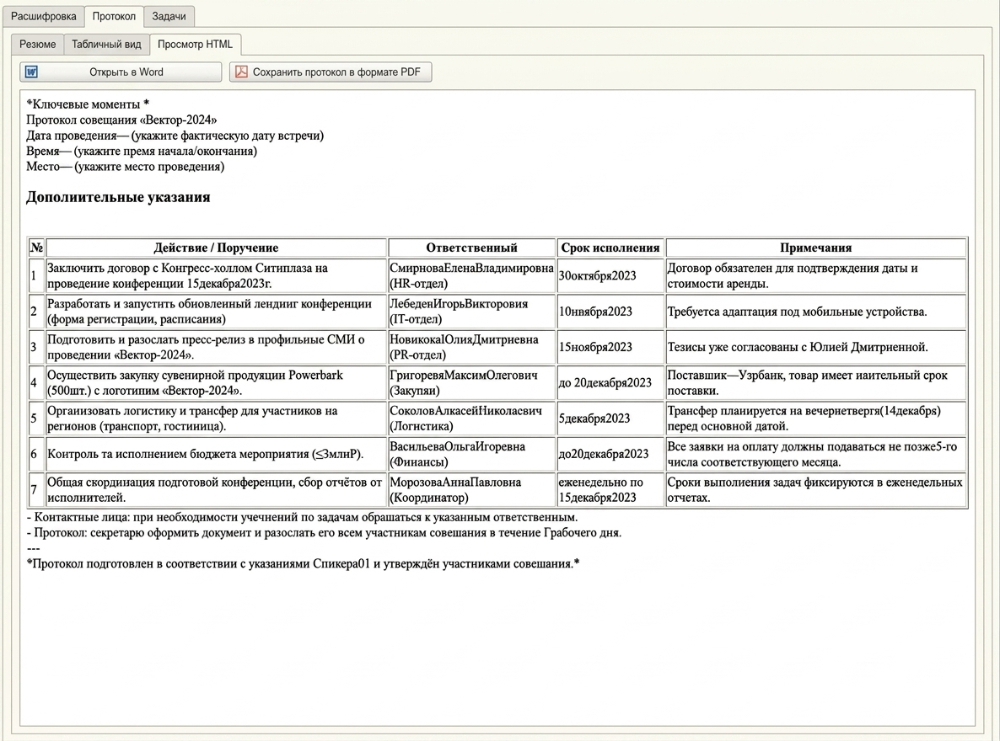 Расшифровка Протокол Задачи
Резюме Табличный вид Просмотр HTML
Открыть в Word Сохранить протокол в формате PDF
*Ключевые моменты *
Протокол совещания «Вектор-2024»
Дата проведения— (укажите фактическую дату встречи)
Время— (укажите премя начала/окончания)
Место— (укажите место проведения)
Дополиительные указания
№ Действие / Поручение Ответственный Срок исполнения Примечания
1 Заключить договор с Конгресс-холлом Ситиплаза на
проведение конференции 15декабря2023г.
СмирноваЕленаВладимировна
(HR-отдел)
30октября2023
Договор обязателен для подтверждения даты и
стоимости аренды.
2 Разработать и запустить обновленный лендииг конференции
(форма регистрации, расписания)
ЛебеденИгорьВикторовия
(IT-отдел)
10нвября2023
Требуетса адаптация под мобильные устройства.
3 Подготовить и разослать пресс-релиз в профильные СМИ о
проведении «Вектор-2024».
НовикокаЮлияДмитрневна
(PR-отдел)
15ноября2023
Тезисы уже согласованы с Юлией Дмитриенной.
4 Осуществить закунку сувенирной продуяции Powerbark
(500шт.) с логотипим «Вектор-2024».
ГригоревяМаксимОлегович
(Закупяи)
до 20декабря2023
Поставшик—Узрбанк, товар имеет иаительный срок
поставки.
5 Органиизовать логистику и трансфер для участников на
регионов (транспорт, гостиница).
СоколовАлкасейНиколасвич
(Логистика)
5декабря2023
Трансфер планируется на вечернетвергя(14декабря)
перед основной датой.
6 Контроль та исполнением бюджета мероприятия (≤3млнР).
ВасильеваОльгаИгоревна
(Финансы)
до20декабря2023
Все заявки на оплату должны подаваться не позже5-го
числа соответствующего месяца.
7 Общая скординация подготовой конференции, сбор отчётов от
исполнителей.
МорозоваАннаПавловна
(Координатор)
еженедельно по
15декабря2023
Сроки выполиения задач фиксируются в еженедельных
отчетах.
- Контактные лица: при необходимости учечнений по задачам обрашаться к указанным ответственным.
- Протокол: секретарю оформить документ и разослать его всем участникам совешания в течение Грабочего дня.
---
*Протокол подготовлен в соответствии с указаниями Спикера01 и утверждён участниками совешания.*